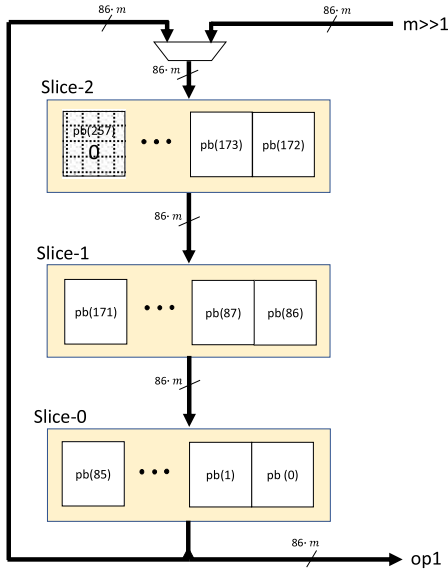 86· m
86· m
m>>1
86· m
Slice-2
pb(257)
0
•••
pb(173)
pb(172)
86· m
Slice-1
pb(171)
•••
pb(87)
pb(86)
86· m
Slice-0
pb(85)
•••
pb(1)
pb (0)
86· m
op1